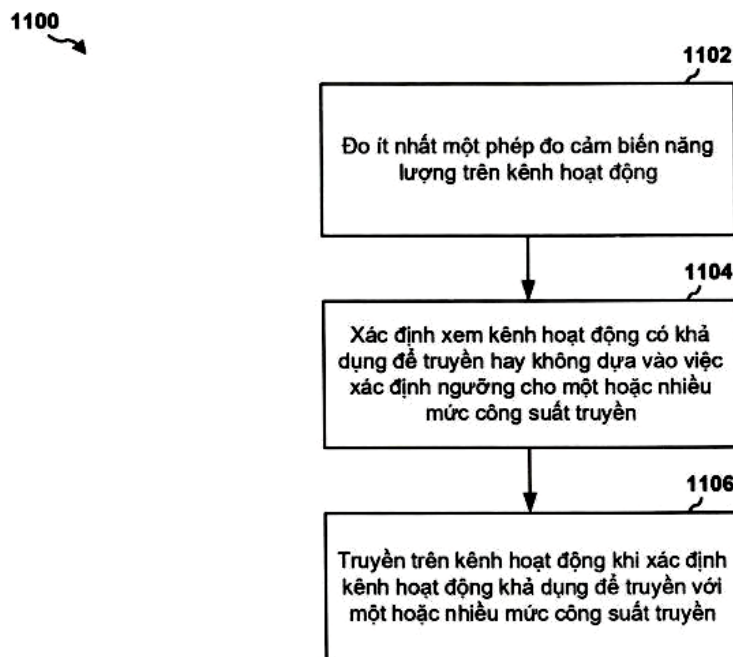 1100
1102
Đo ít nhất một phép đo cảm biến năng
lượng trên kênh hoạt động
1104
Xác định xem kênh hoạt động có khả
dụng để truyền hay không dựa vào việc
xác định ngưỡng cho một hoặc nhiều
mức công suất truyền
1106
Truyền trên kênh hoạt động khi xác định
kênh hoạt động khả dụng để truyền với
một hoặc nhiều mức công suất truyền